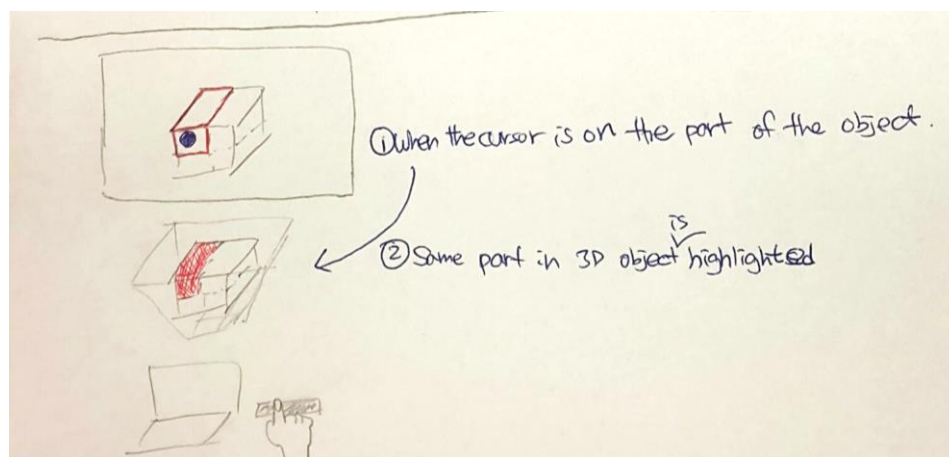 ①when the cursor is on the part of the object.
is
②Same part in 3D object highlighted